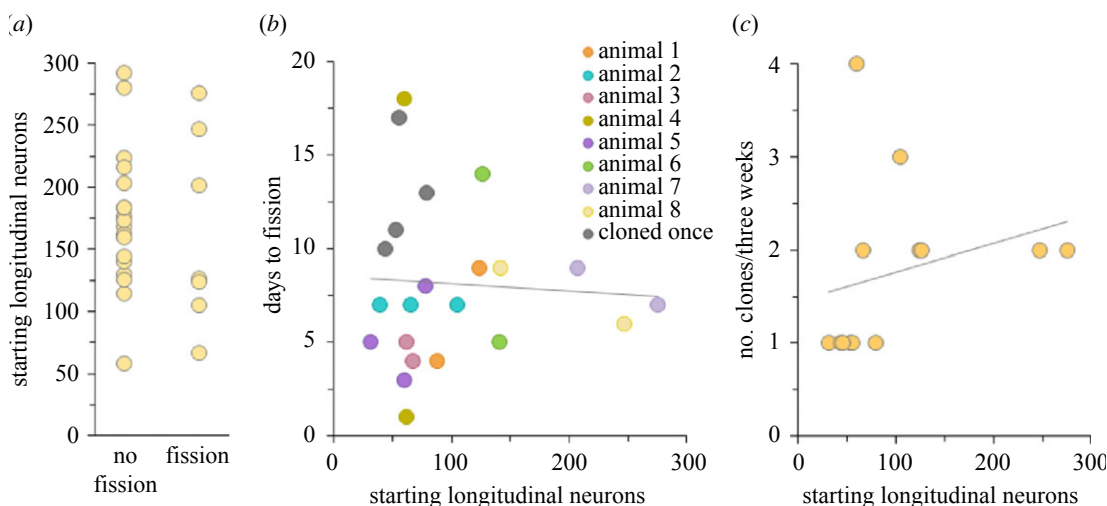 (a)
300
250
200
150
100
50
0
starting longitudinal neurons
no
fission
fission
(b)
20
15
10
5
0
days to fission
0
100
200
300
starting longitudinal neurons
animal 1
animal 2
animal 3
animal 4
animal 5
animal 6
animal 7
animal 8
cloned once
(c)
4
3
2
1
0
no. clones/three weeks
0
100
200
300
starting longitudinal neurons